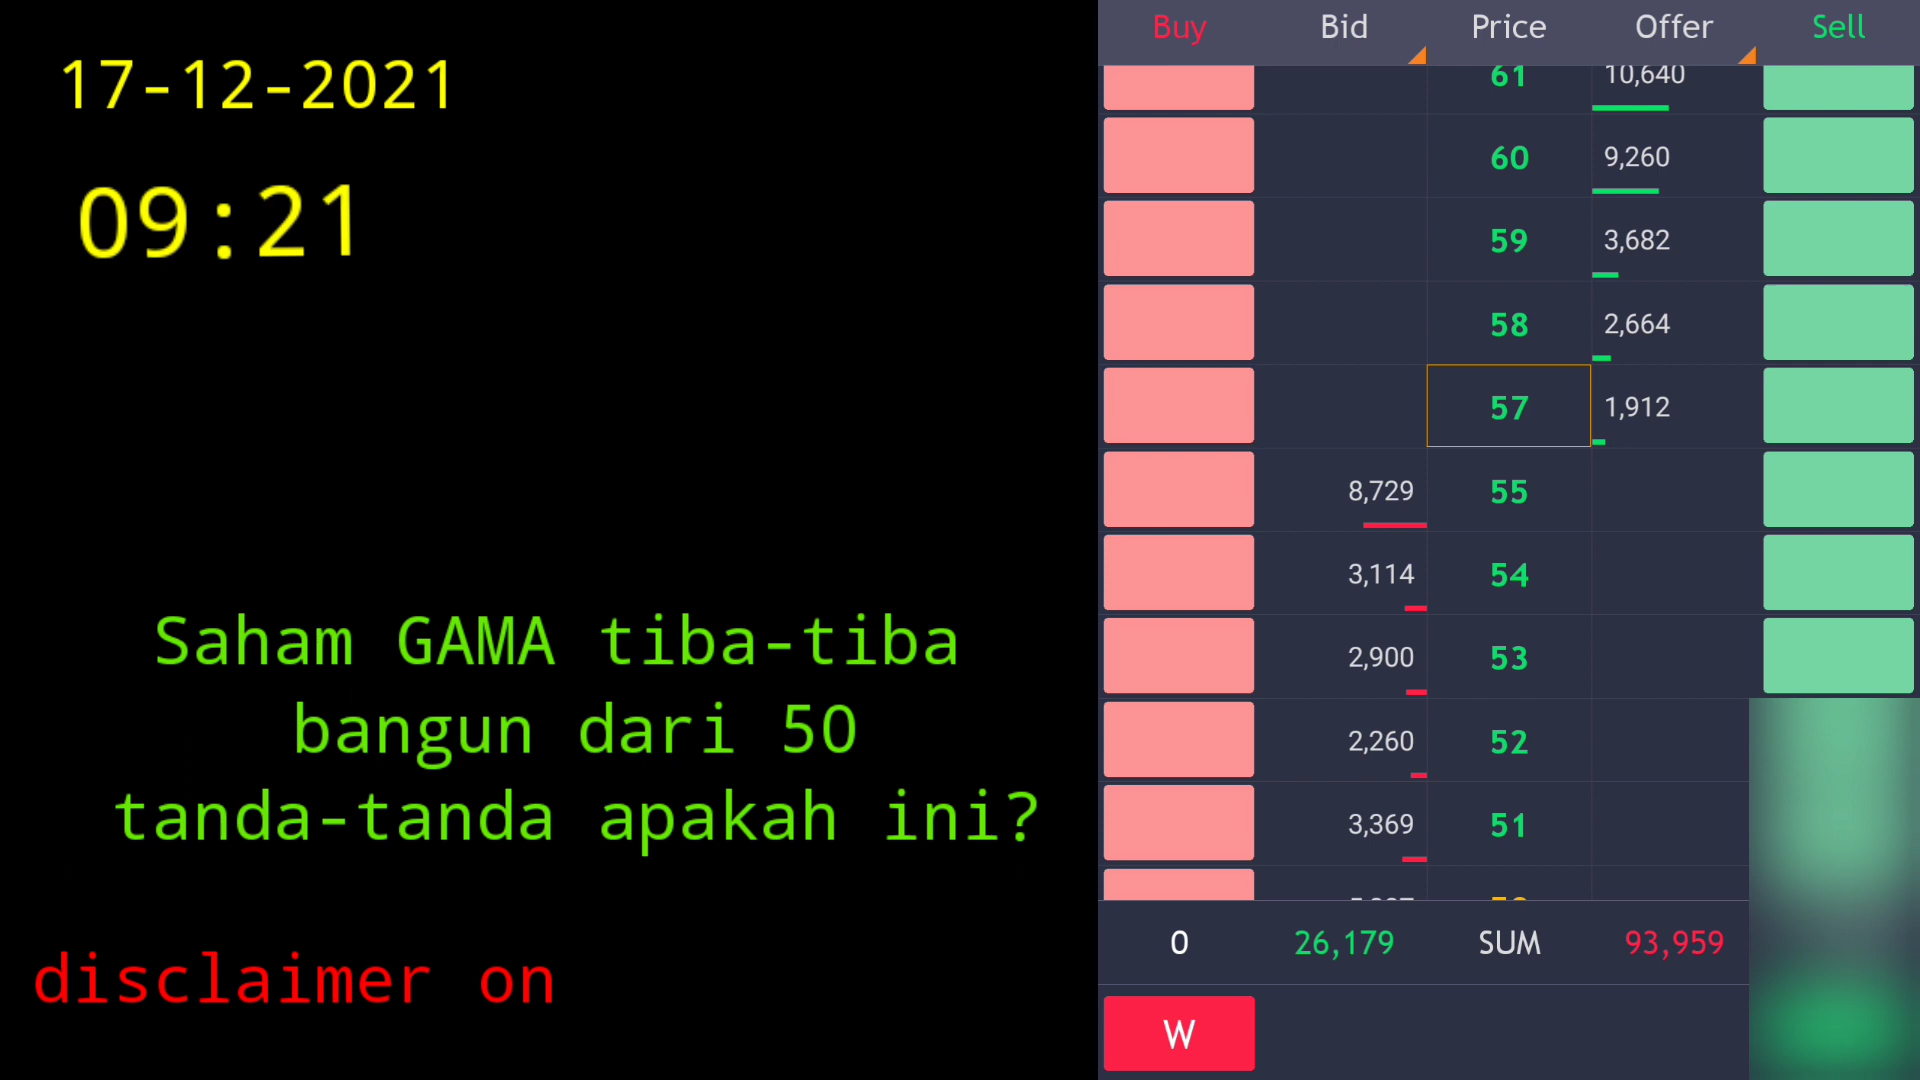 17-12-2021
09:21
Saham GAMA tiba-tiba
bangun dari 50
tanda-tanda apakah ini?
disclaimer on
Buy Bid Price Offer Sell
61 10,640
60 9,260
59 3,682
58 2,664
57 1,912
8,729 55
3,114 54
2,900 53
2,260 52
3,369 51
0 26,179 SUM 93,959
W